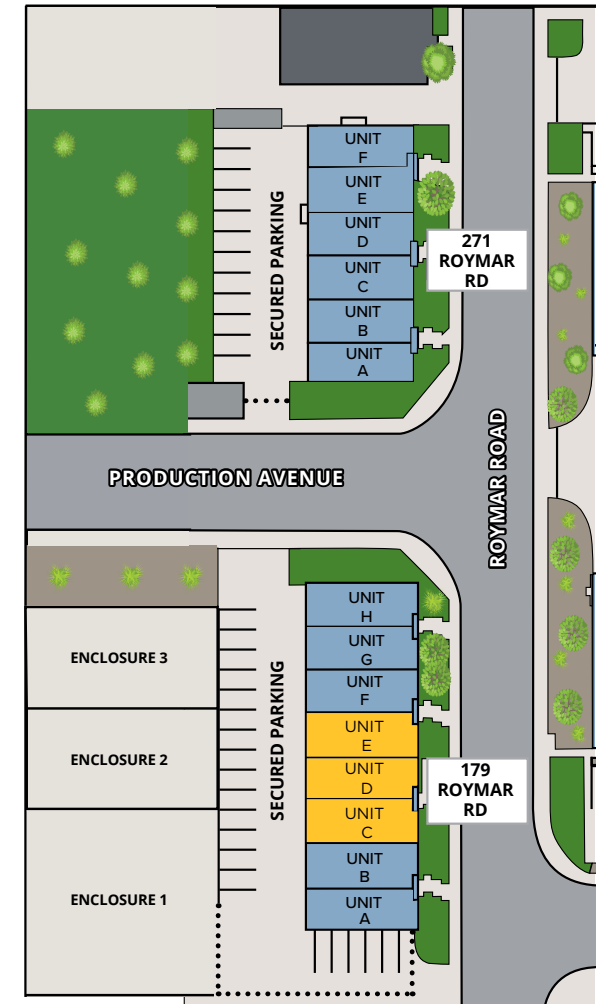 UNIT
F
UNIT
E
UNIT
D
UNIT
C
UNIT
B
UNIT
A
SECURED PARKING
271
ROYMAR
RD
PRODUCTION AVENUE
ROYMAR ROAD
UNIT
H
UNIT
G
UNIT
F
UNIT
E
UNIT
D
UNIT
C
UNIT
B
UNIT
A
SECURED PARKING
179
ROYMAR
RD
ENCLOSURE 3
ENCLOSURE 2
ENCLOSURE 1